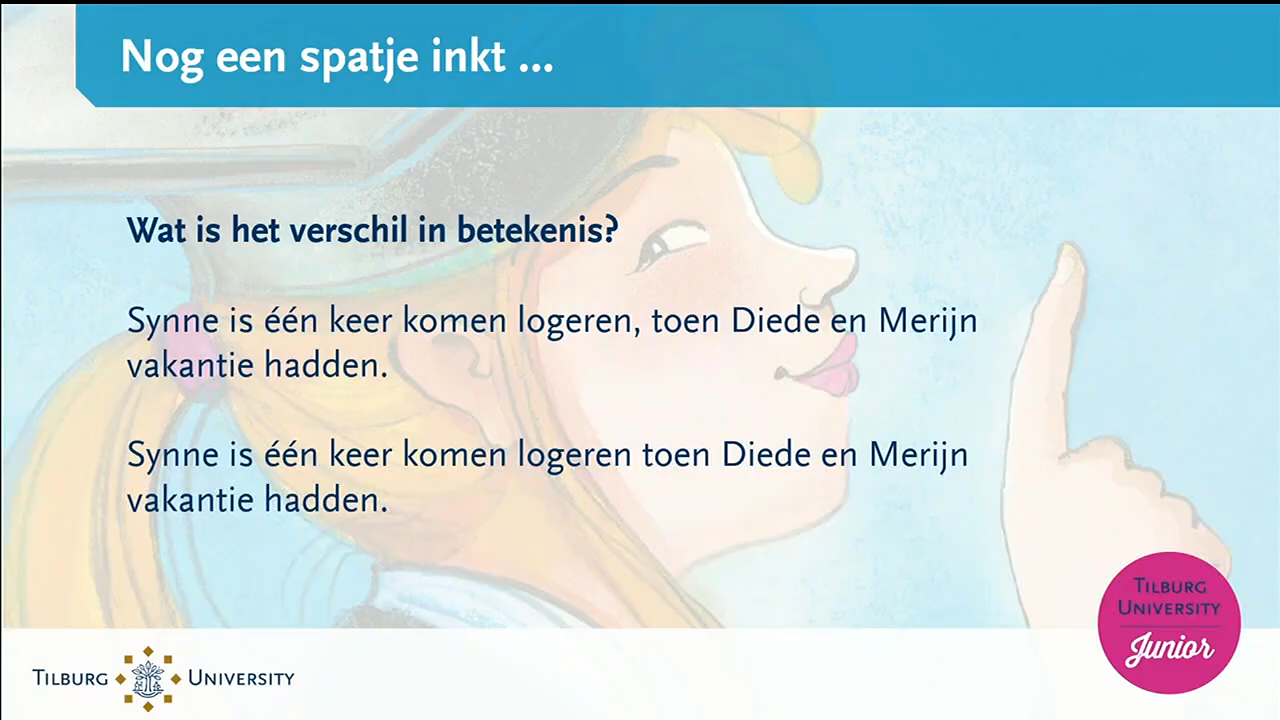 Nog een spatje inkt ...
Wat is het verschil in betekenis?
Synne is één keer komen logeren, toen Diede en Merijn
vakantie hadden.
Synne is één keer komen logeren toen Diede en Merijn
vakantie hadden.
TILBURG
UNIVERSITY
Junior
TILBURG UNIVERSITY